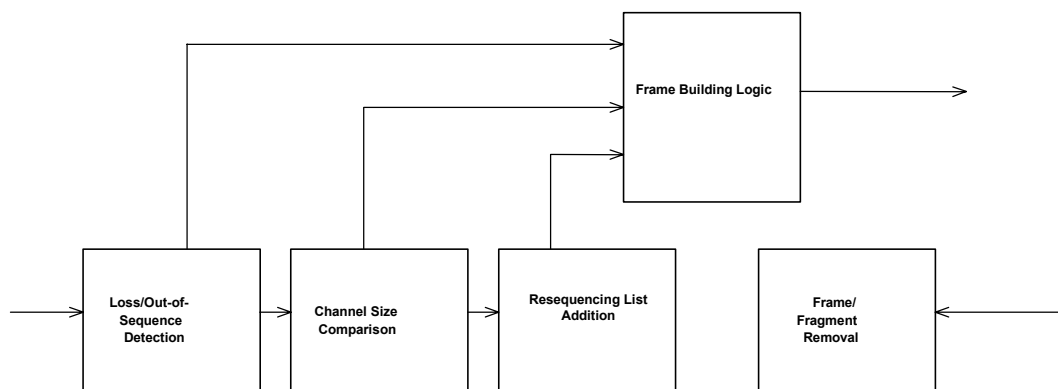 Frame Building Logic
Loss/Out-of-
Sequence
Detection
Channel Size
Comparison
Resequencing List
Addition
Frame/
Fragment
Removal